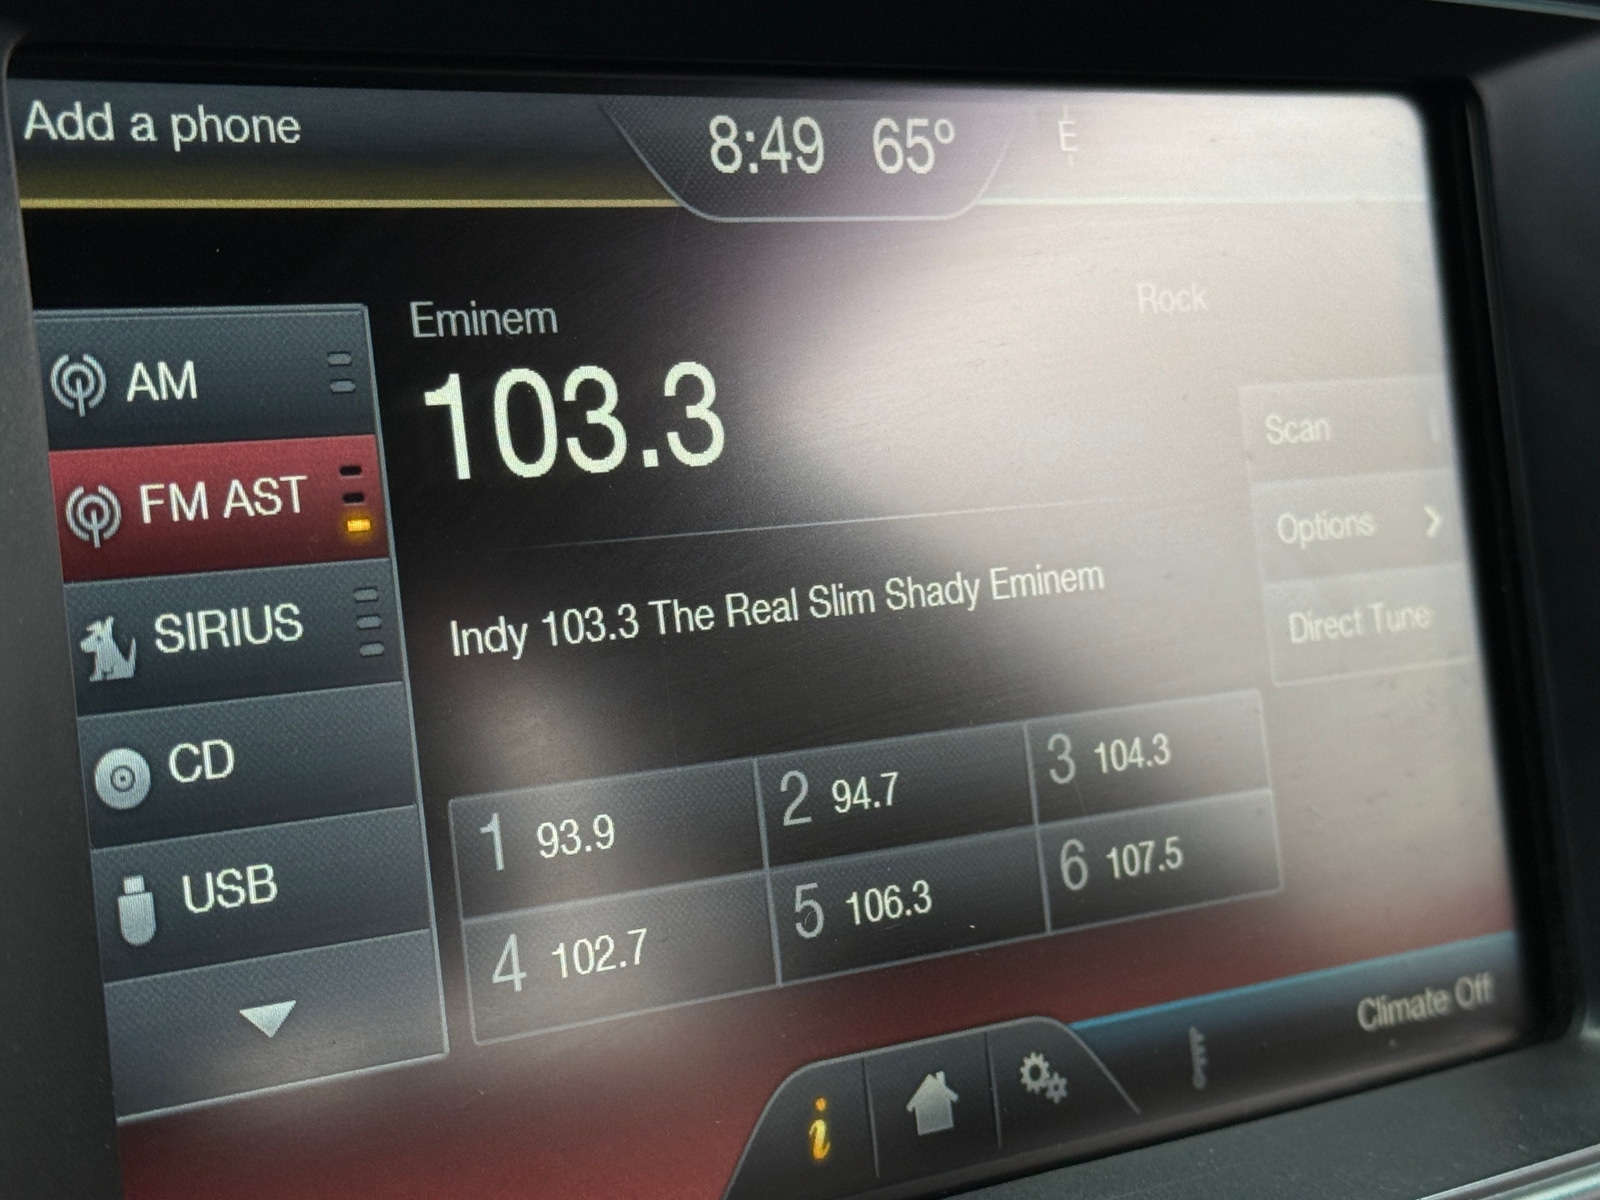 Add a phone
8:49 65° E
Eminem
Rock
103.3
AM
FM AST
SIRIUS
CD
USB
Scan
Options
Direct Tune
Indy 103.3 The Real Slim Shady Eminem
1 93.9
2 94.7
3 104.3
4 102.7
5 106.3
6 107.5
Climate Off
i